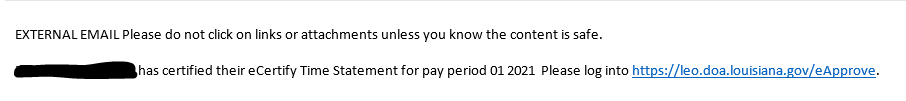 EXTERNAL EMAIL Please do not click on links or attachments unless you know the content is safe.
has certified their eCertify Time Statement for pay period 01 2021  Please log into https://leo.doa.louisiana.gov/eApprove.